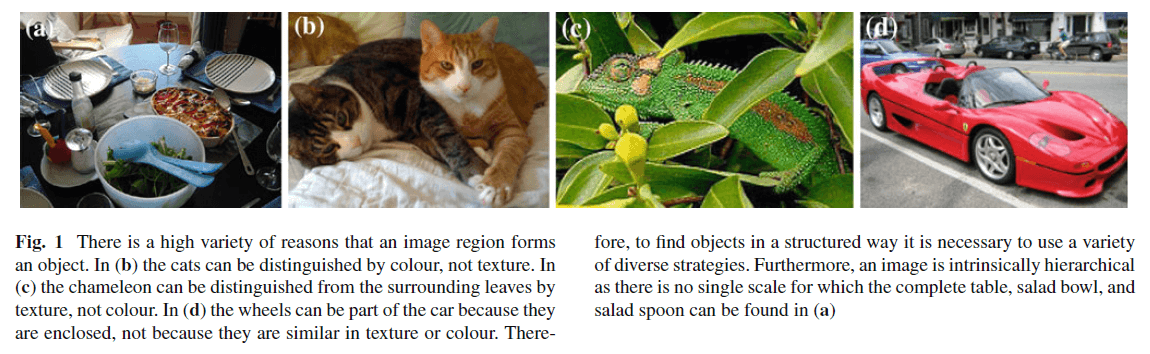 (a)
(b)
(c)
(d)
Fig. 1 There is a high variety of reasons that an image region forms
an object. In (b) the cats can be distinguished by colour, not texture. In
(c) the chameleon can be distinguished from the surrounding leaves by
texture, not colour. In (d) the wheels can be part of the car because they
are enclosed, not because they are similar in texture or colour. There-
fore, to find objects in a structured way it is necessary to use a variety
of diverse strategies. Furthermore, an image is intrinsically hierarchical
as there is no single scale for which the complete table, salad bowl, and
salad spoon can be found in (a)